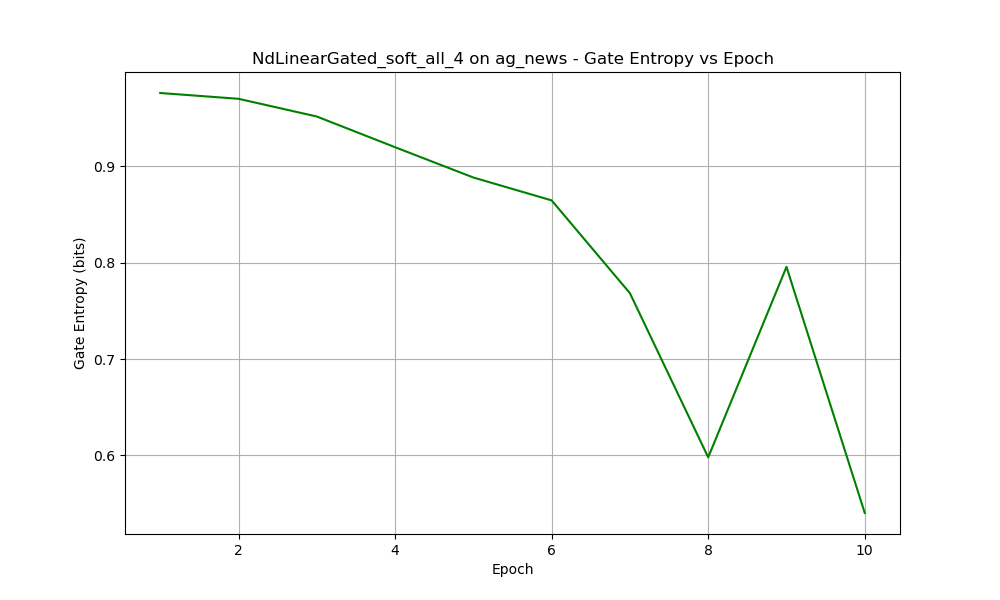 NdLinearGated_soft_all_4 on ag_news - Gate Entropy vs Epoch
0.9
0.8
0.7
0.6
Gate Entropy (bits)
2 4 6 8 10
Epoch